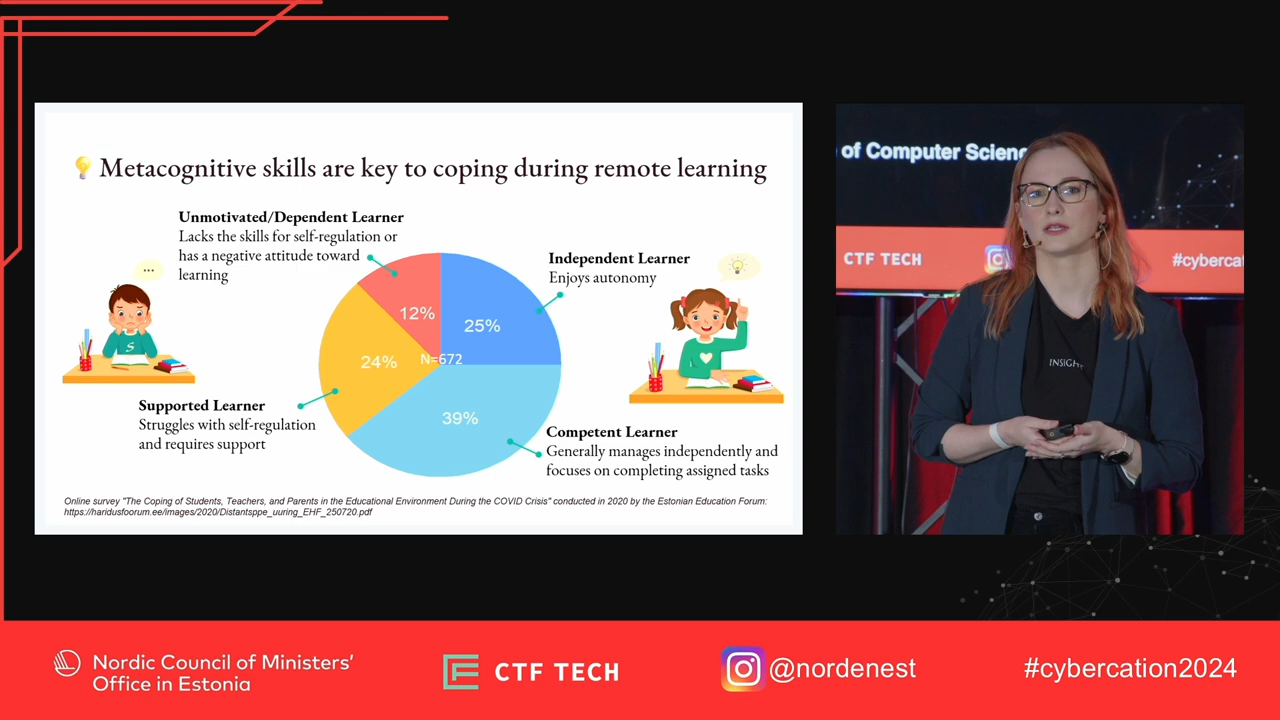 💡 Metacognitive skills are key to coping during remote learning
Unmotivated/Dependent Learner
Lacks the skills for self-regulation or
has a negative attitude toward
learning
Independent Learner
Enjoys autonomy
12%
25%
24%
N=672
39%
Supported Learner
Struggles with self-regulation
and requires support
Competent Learner
Generally manages independently and
focuses on completing assigned tasks
Online survey "The Coping of Students, Teachers, and Parents in the Educational Environment During the COVID Crisis" conducted in 2020 by the Estonian Education Forum:
https://haridusfoorum.ee/images/2020/Distantsppe_uuring_EHF_250720.pdf
S
of Computer Scienc
CTF TECH
#cybercat
INSIGH
Nordic Council of Ministers'
Office in Estonia
CTF TECH
@nordenest
#cybercation2024